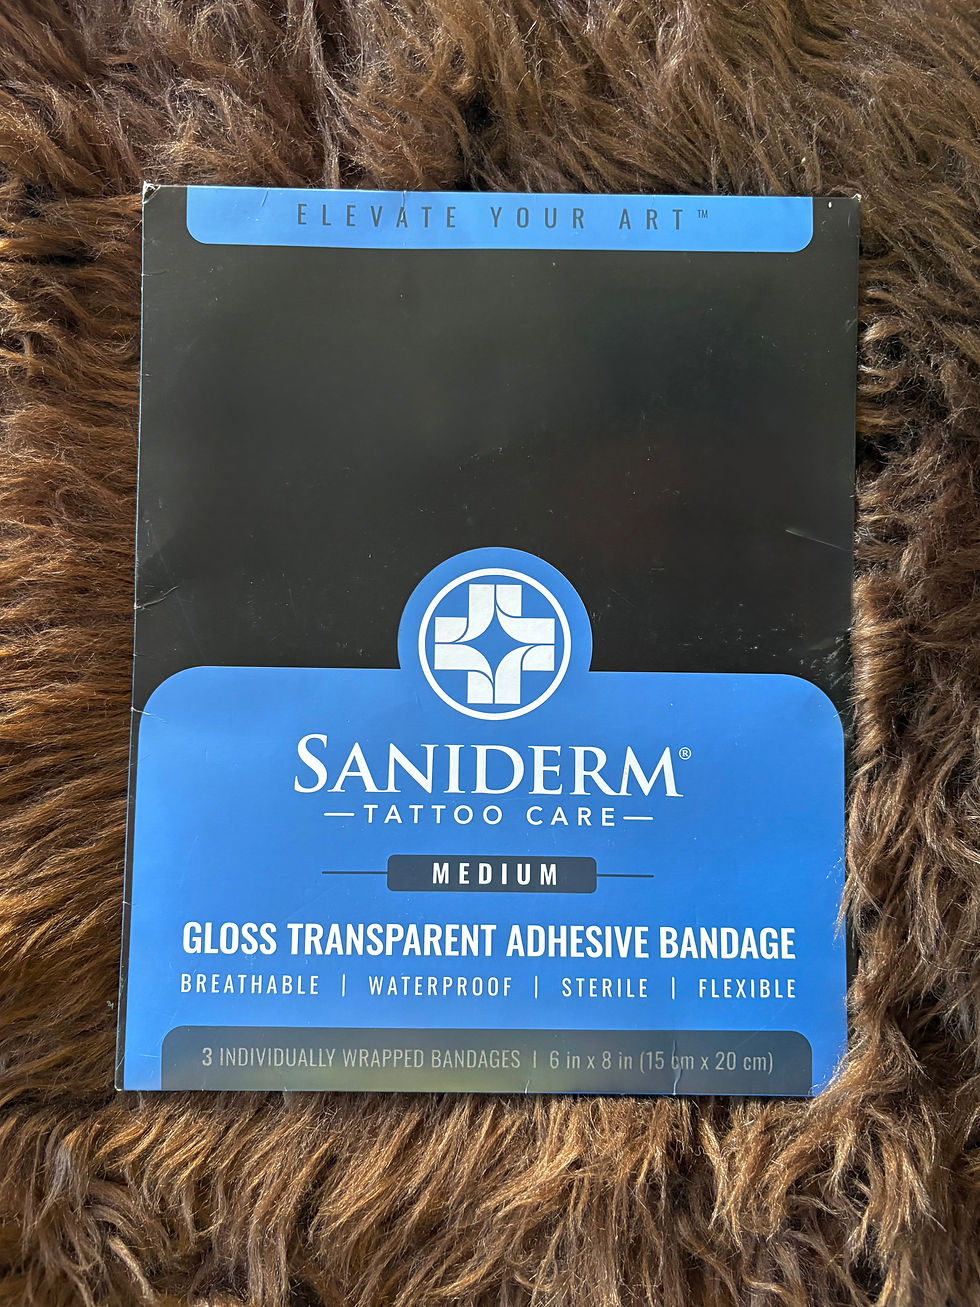 ELEVATE YOUR ART™
SANIDERM®
—TATTOO CARE—
MEDIUM
GLOSS TRANSPARENT ADHESIVE BANDAGE
BREATHABLE | WATERPROOF | STERILE | FLEXIBLE
3 INDIVIDUALLY WRAPPED BANDAGES | 6 in x 8 in (15 cm x 20 cm)